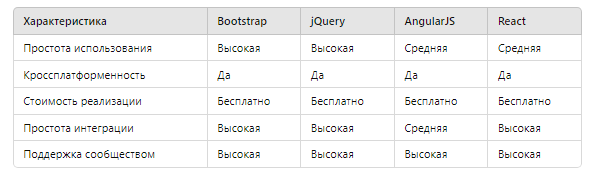 Характеристика Bootstrap jQuery AngularJS React
Простота использования Высокая Высокая Средняя Средняя
Кроссплатформенность Да Да Да Да
Стоимость реализации Бесплатно Бесплатно Бесплатно Бесплатно
Простота интеграции Высокая Высокая Средняя Высокая
Поддержка сообществом Высокая Высокая Высокая Высокая